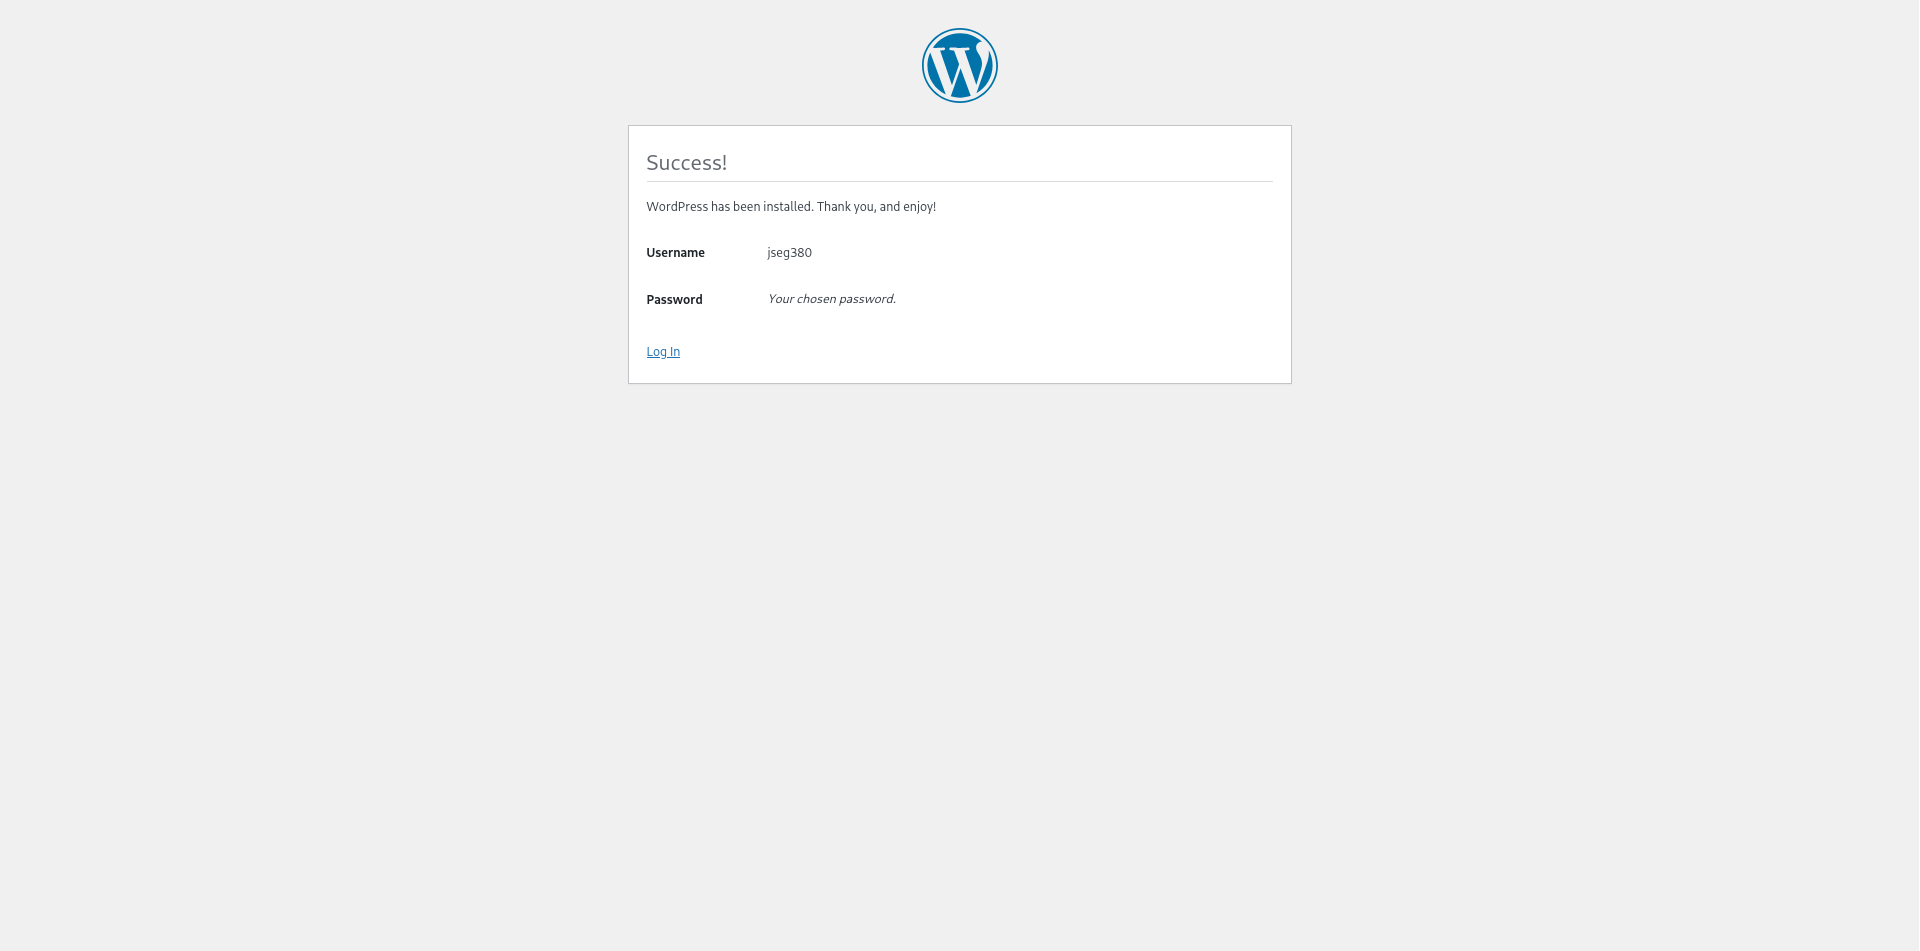 Success!
WordPress has been installed. Thank you, and enjoy!
Username jseg380
Password Your chosen password.
Log In